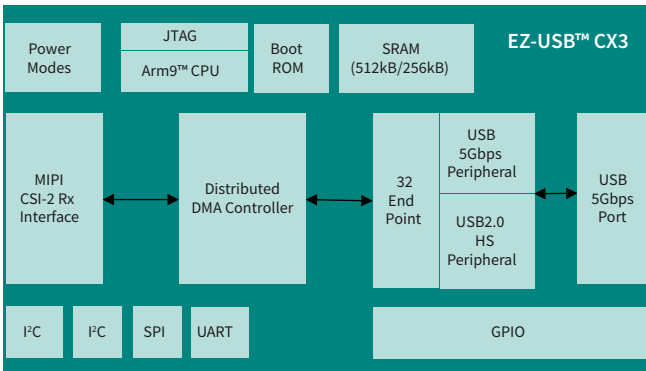 EZ-USB™ CX3
Power
Modes
JTAG
Arm9™ CPU
Boot
ROM
SRAM
(512kB/256kB)
MIPI
CSI-2 Rx
Interface
Distributed
DMA Controller
32
End
Point
USB
5Gbps
Peripheral
USB2.0
HS
Peripheral
USB
5Gbps
Port
I²C
I²C
SPI
UART
GPIO